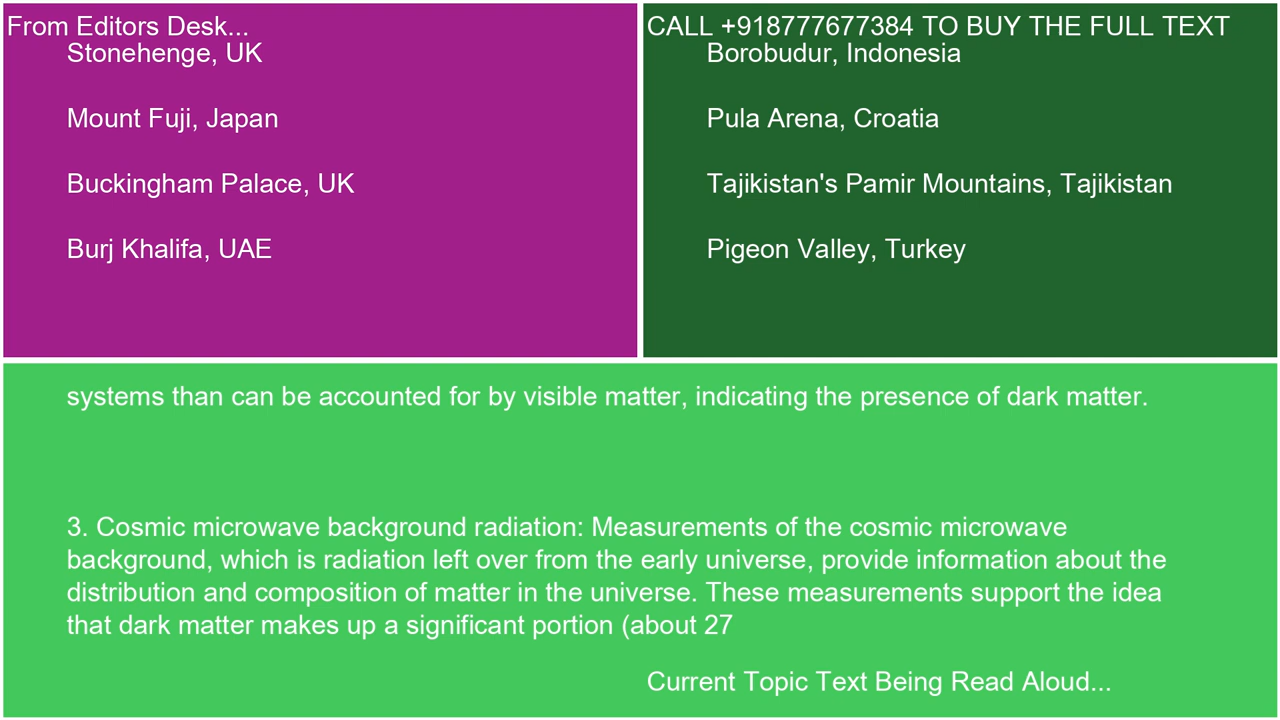 From Editors Desk...
Stonehenge, UK
Mount Fuji, Japan
Buckingham Palace, UK
Burj Khalifa, UAE
CALL +918777677384 TO BUY THE FULL TEXT
Borobudur, Indonesia
Pula Arena, Croatia
Tajikistan's Pamir Mountains, Tajikistan
Pigeon Valley, Turkey
systems than can be accounted for by visible matter, indicating the presence of dark matter.
3. Cosmic microwave background radiation: Measurements of the cosmic microwave
background, which is radiation left over from the early universe, provide information about the
distribution and composition of matter in the universe. These measurements support the idea
that dark matter makes up a significant portion (about 27
Current Topic Text Being Read Aloud...